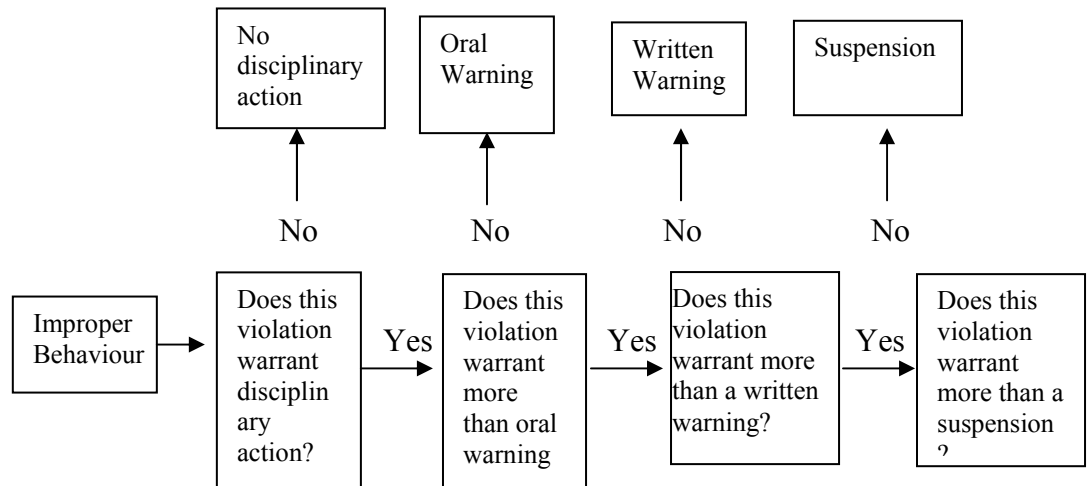 No
disciplinary
action
Oral
Warning
Written
Warning
Suspension
No
No
No
No
Improper
Behaviour
Does this
violation
warrant
disciplin
ary
action?
Yes
Does this
violation
warrant
more
than oral
warning
Yes
Does this
violation
warrant more
than a written
warning?
Yes
Does this
violation
warrant
more than a
suspension
?